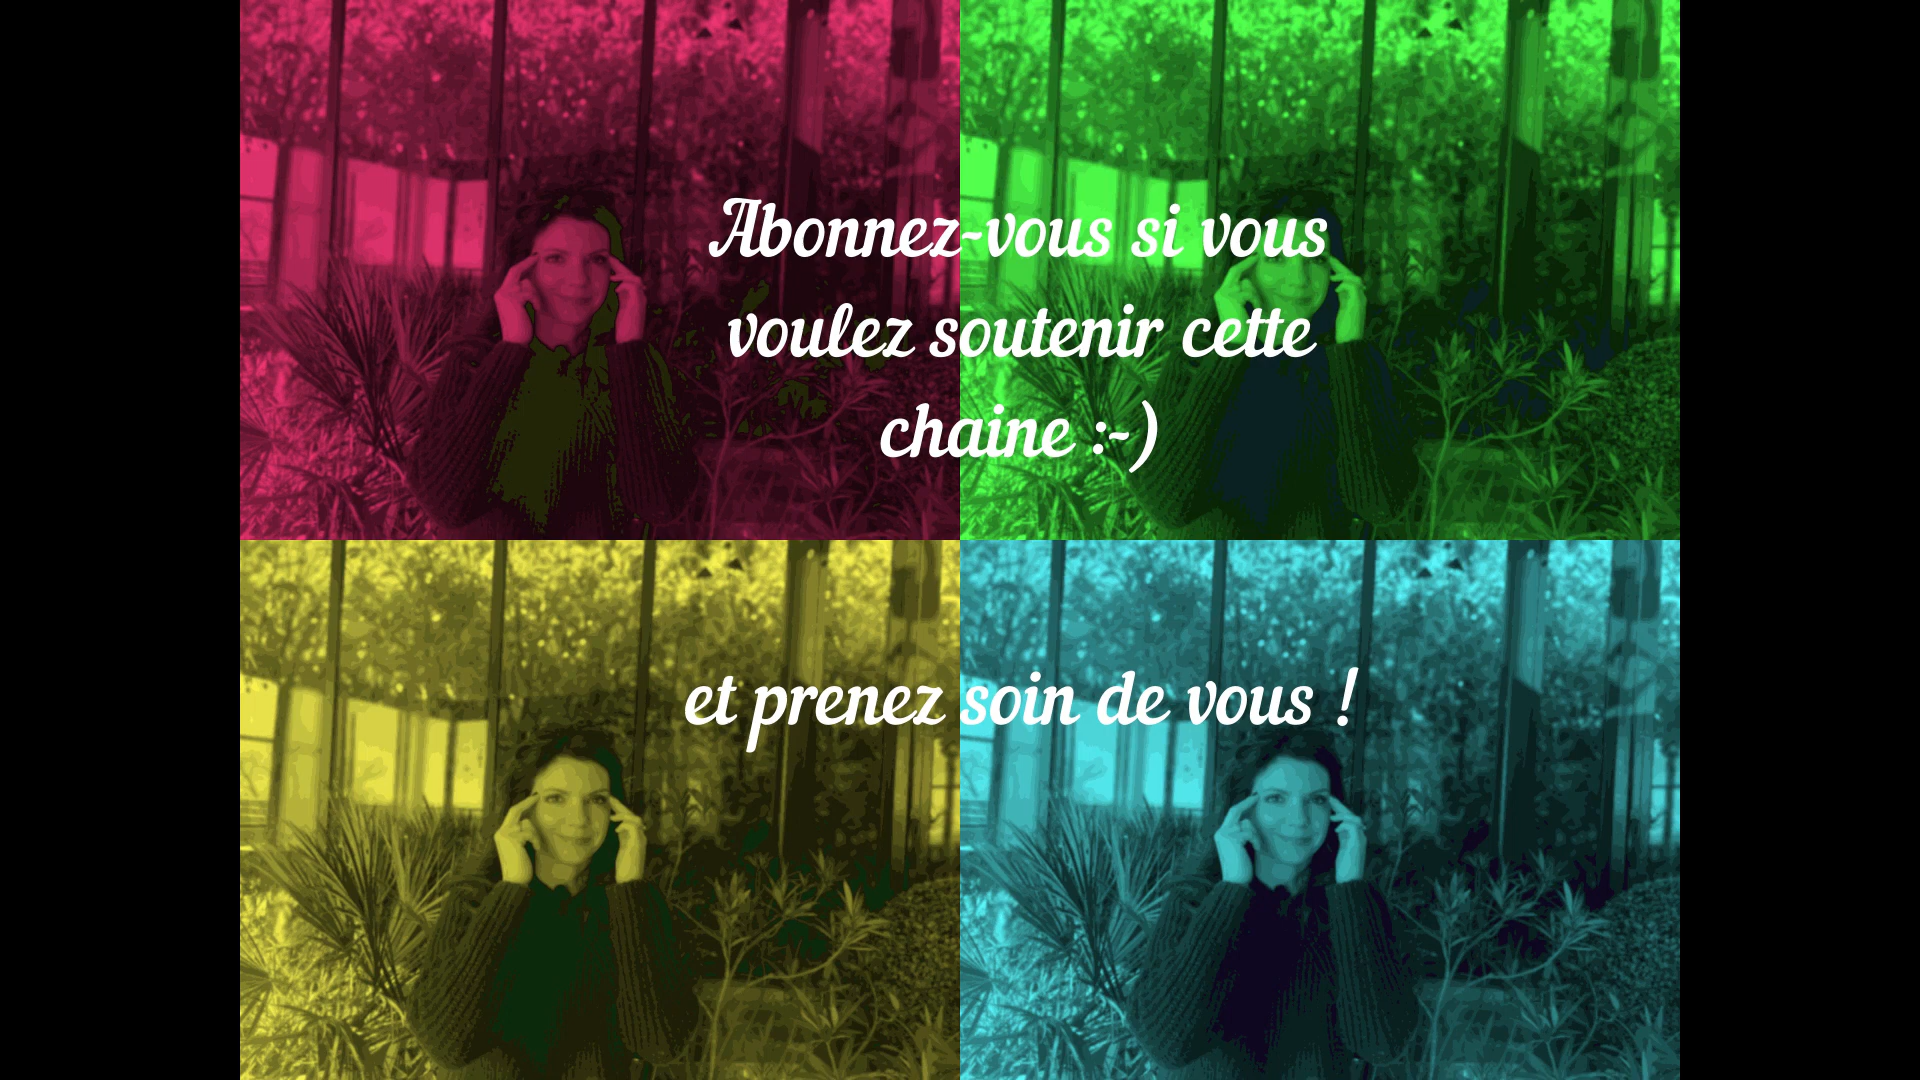 Abonnez-vous si vous
voulez soutenir cette
chaine :-)
et prenez soin de vous !